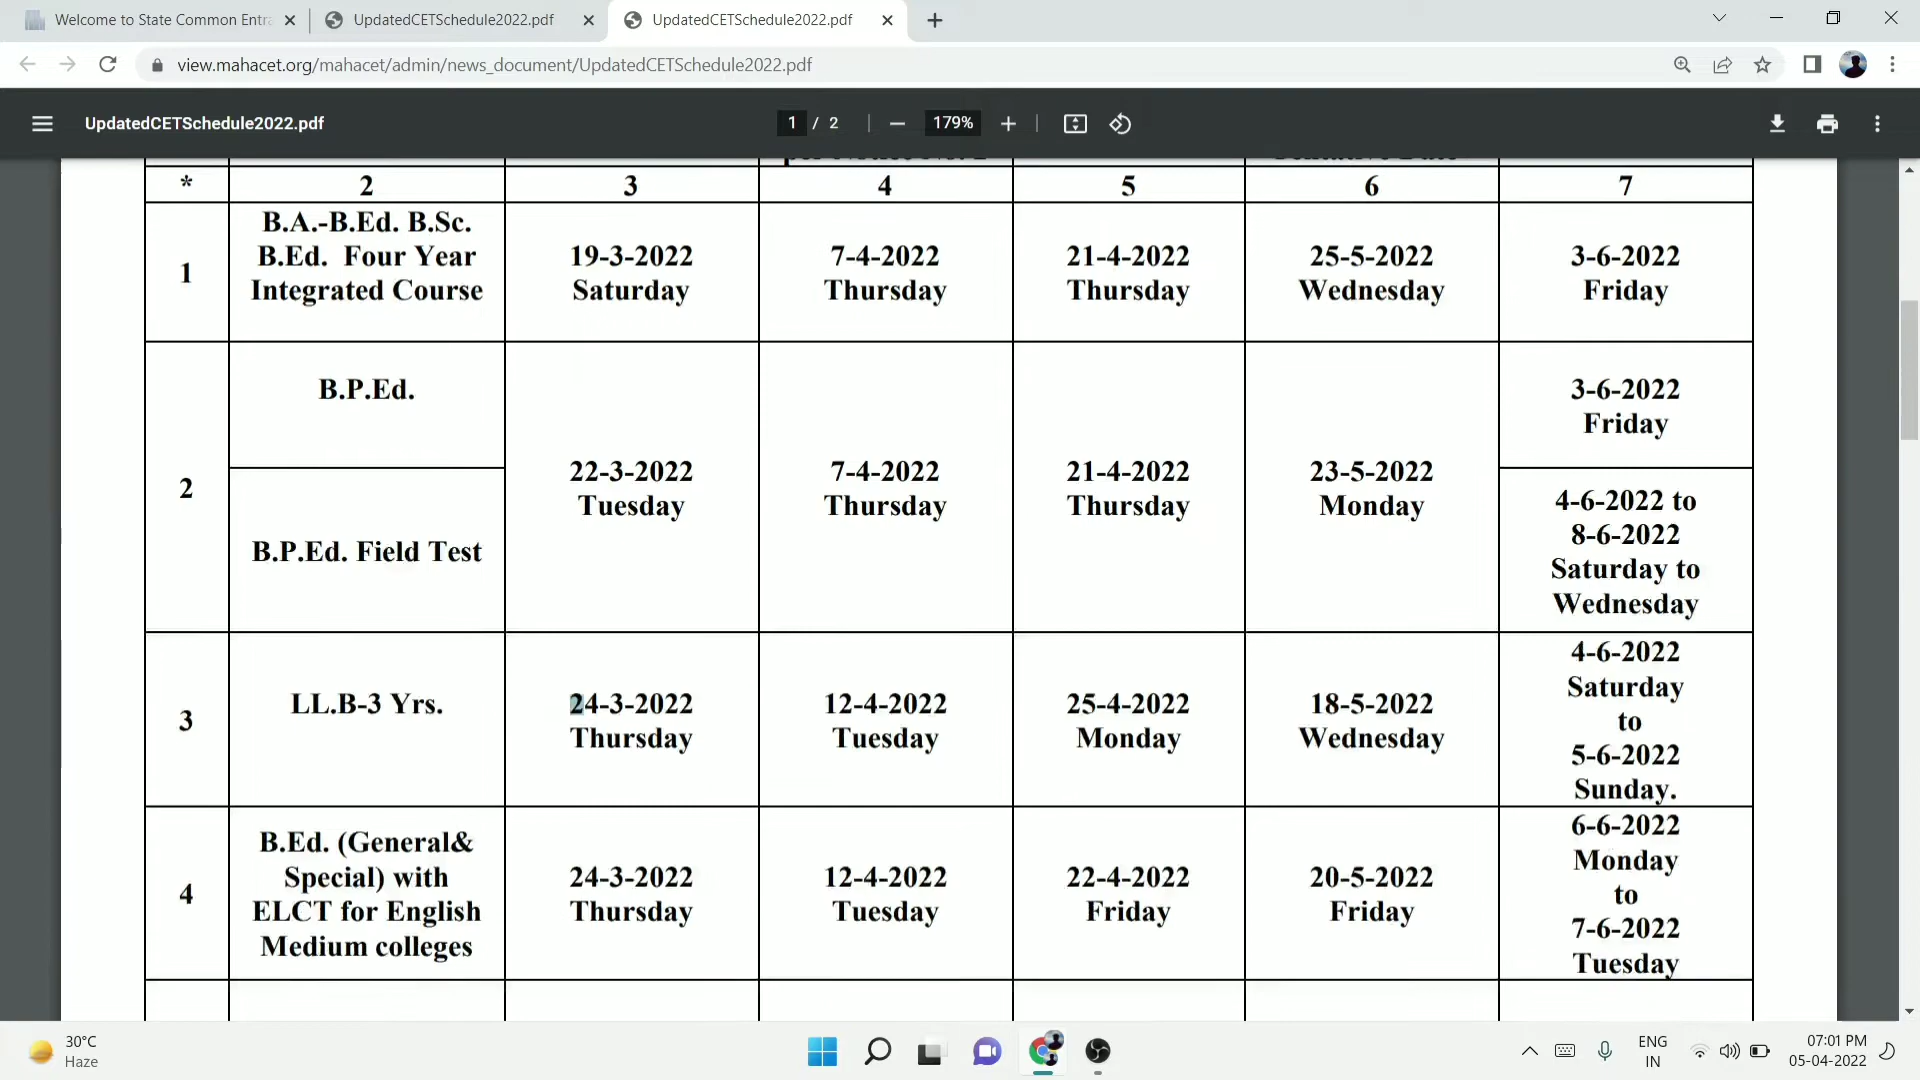 Welcome to State Common Entra
UpdatedCETSchedule2022.pdf
UpdatedCETSchedule2022.pdf
view.mahacet.org/mahacet/admin/news_document/UpdatedCETSchedule2022.pdf
UpdatedCETSchedule2022.pdf
1 / 2
179%
* 2 3 4 5 6 7
1
B.A.-B.Ed. B.Sc.
B.Ed. Four Year
Integrated Course
19-3-2022
Saturday
7-4-2022
Thursday
21-4-2022
Thursday
25-5-2022
Wednesday
3-6-2022
Friday
2
B.P.Ed.
B.P.Ed. Field Test
22-3-2022
Tuesday
7-4-2022
Thursday
21-4-2022
Thursday
23-5-2022
Monday
3-6-2022
Friday
4-6-2022 to
8-6-2022
Saturday to
Wednesday
3
LL.B-3 Yrs.
24-3-2022
Thursday
12-4-2022
Tuesday
25-4-2022
Monday
18-5-2022
Wednesday
4-6-2022
Saturday
to
5-6-2022
Sunday.
4
B.Ed. (General&
Special) with
ELCT for English
Medium colleges
24-3-2022
Thursday
12-4-2022
Tuesday
22-4-2022
Friday
20-5-2022
Friday
6-6-2022
Monday
to
7-6-2022
Tuesday
30°C
Haze
ENG
IN
07:01 PM
05-04-2022